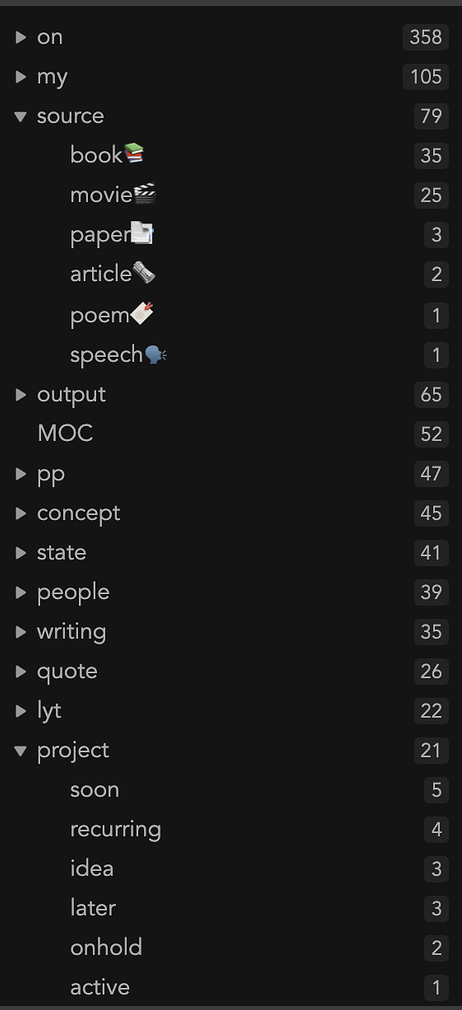 on 358
my 105
source 79
book📚 35
movie🎬 25
paper📑 3
article🗞 2
poem 1
speech🗣 1
output 65
MOC 52
pp 47
concept 45
state 41
people 39
writing 35
quote 26
lyt 22
project 21
soon 5
recurring 4
idea 3
later 3
onhold 2
active 1